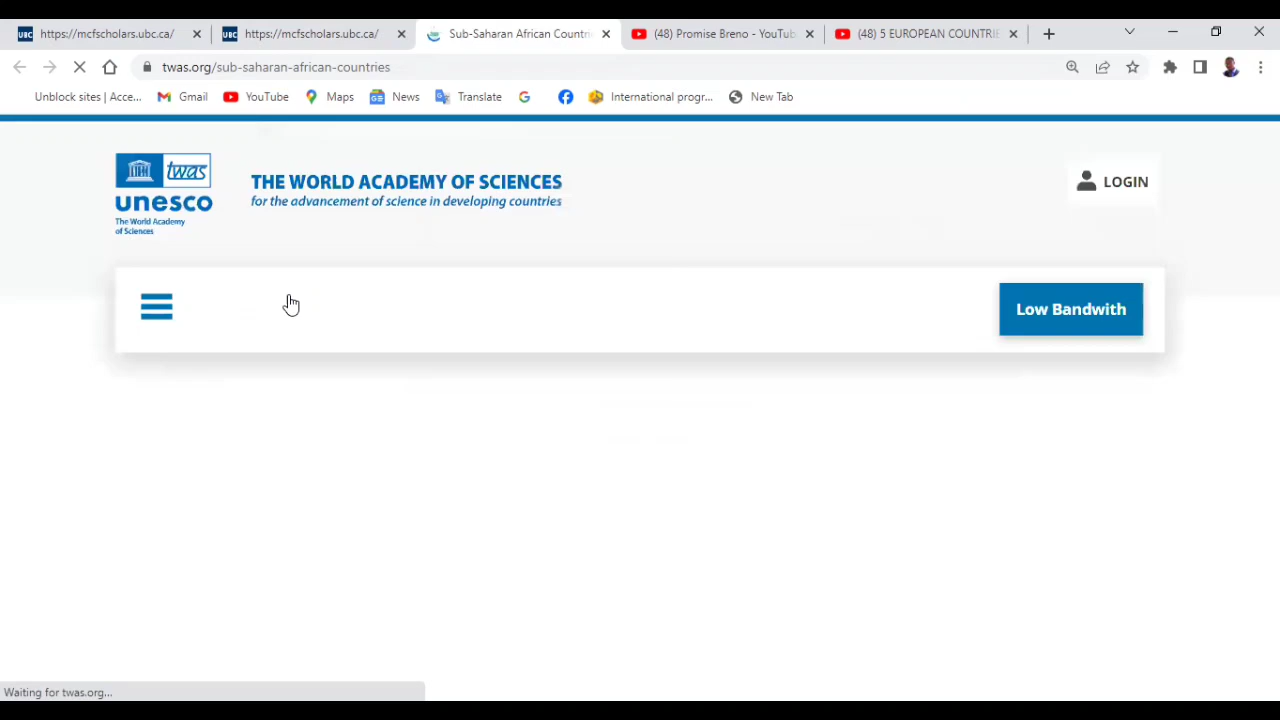 https://mcfscholars.ubc.ca/
https://mcfscholars.ubc.ca/
Sub-Saharan African Countri
(48) Promise Breno - YouTub
(48) 5 EUROPEAN COUNTRIE
twas.org/sub-saharan-african-countries
Unblock sites | Acce...
Gmail
YouTube
Maps
News
Translate
International progr...
New Tab
twas
unesco
The World Academy
of Sciences
THE WORLD ACADEMY OF SCIENCES
for the advancement of science in developing countries
LOGIN
Low Bandwith
Waiting for twas.org...